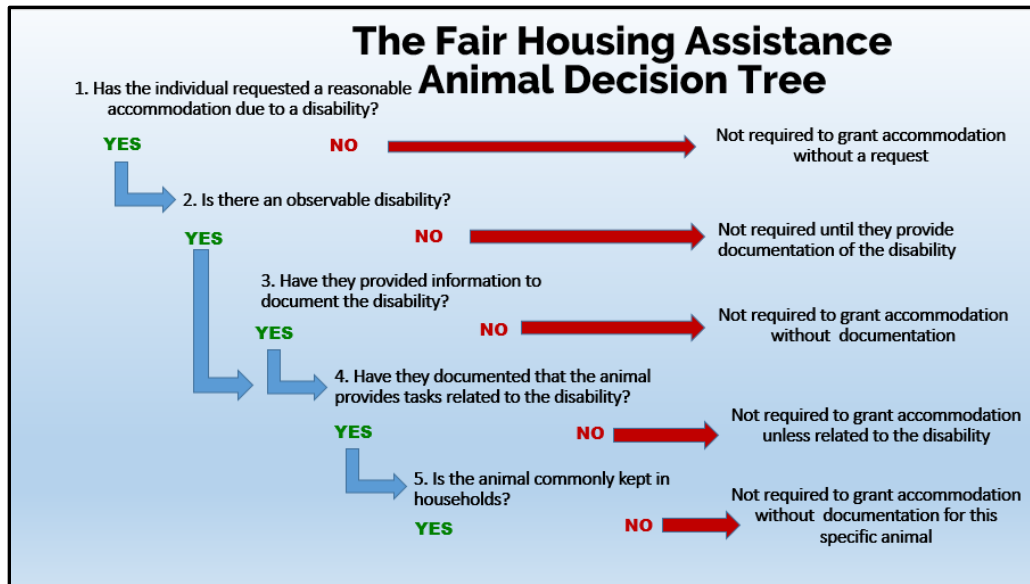 The Fair Housing Assistance
Animal Decision Tree
1. Has the individual requested a reasonable
accommodation due to a disability?
YES
NO
Not required to grant accommodation
without a request
2. Is there an observable disability?
YES
NO
Not required until they provide
documentation of the disability
3. Have they provided information to
document the disability?
YES
NO
Not required to grant accommodation
without documentation
4. Have they documented that the animal
provides tasks related to the disability?
YES
NO
Not required to grant accommodation
unless related to the disability
5. Is the animal commonly kept in
households?
YES
NO
Not required to grant accommodation
without documentation for this
specific animal